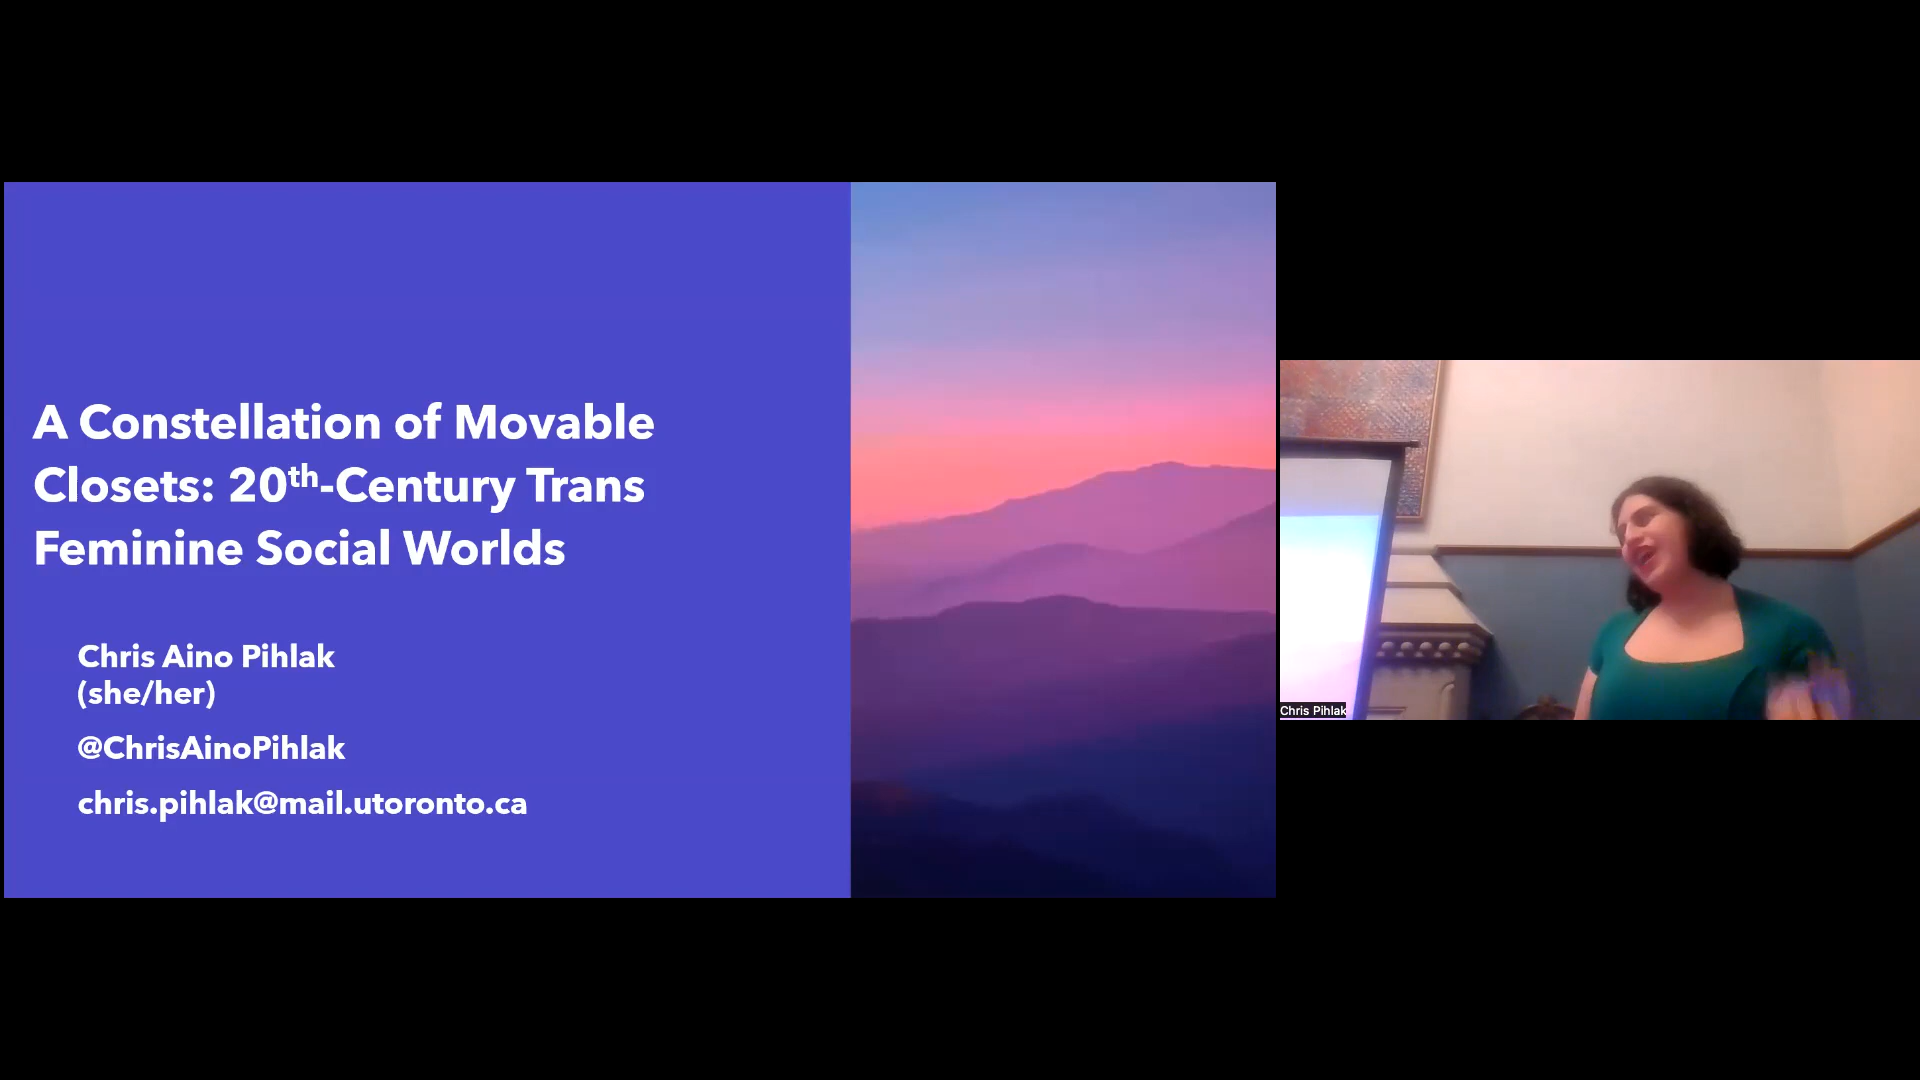 A Constellation of Movable
Closets: 20th-Century Trans
Feminine Social Worlds
Chris Aino Pihlak
(she/her)
@ChrisAinoPihlak
chris.pihlak@mail.utoronto.ca
Chris Pihlak